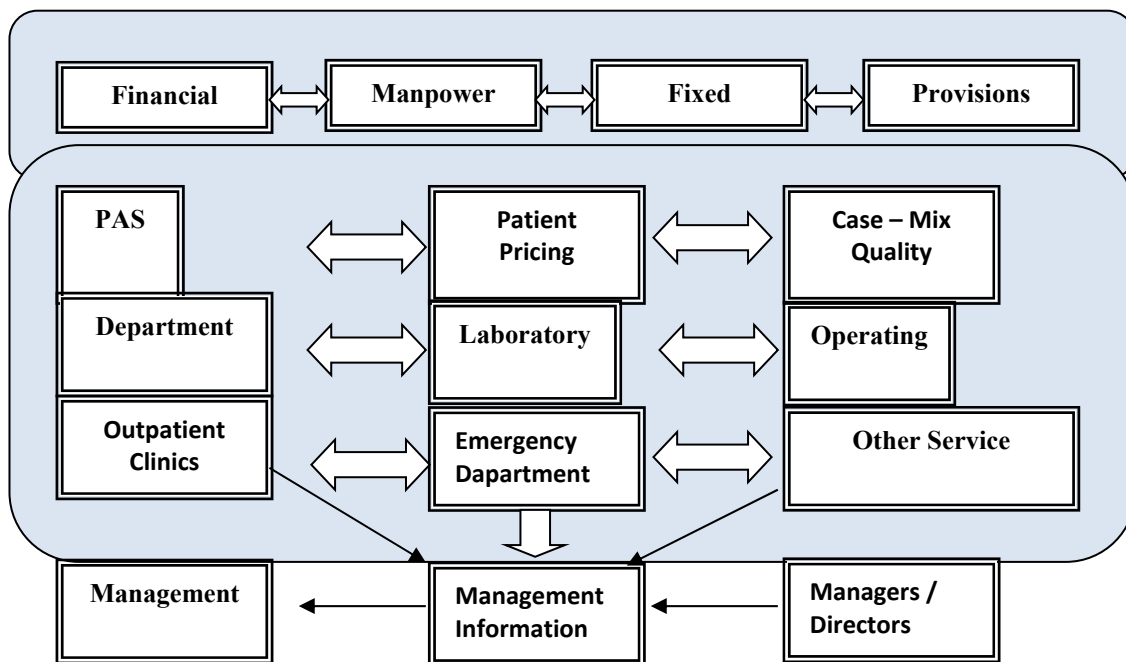 Financial
Manpower
Fixed
Provisions
PAS
Patient
Pricing
Case – Mix
Quality
Department
Laboratory
Operating
Outpatient
Clinics
Emergency
Dapartment
Other Service
Management
Management
Information
Managers /
Directors